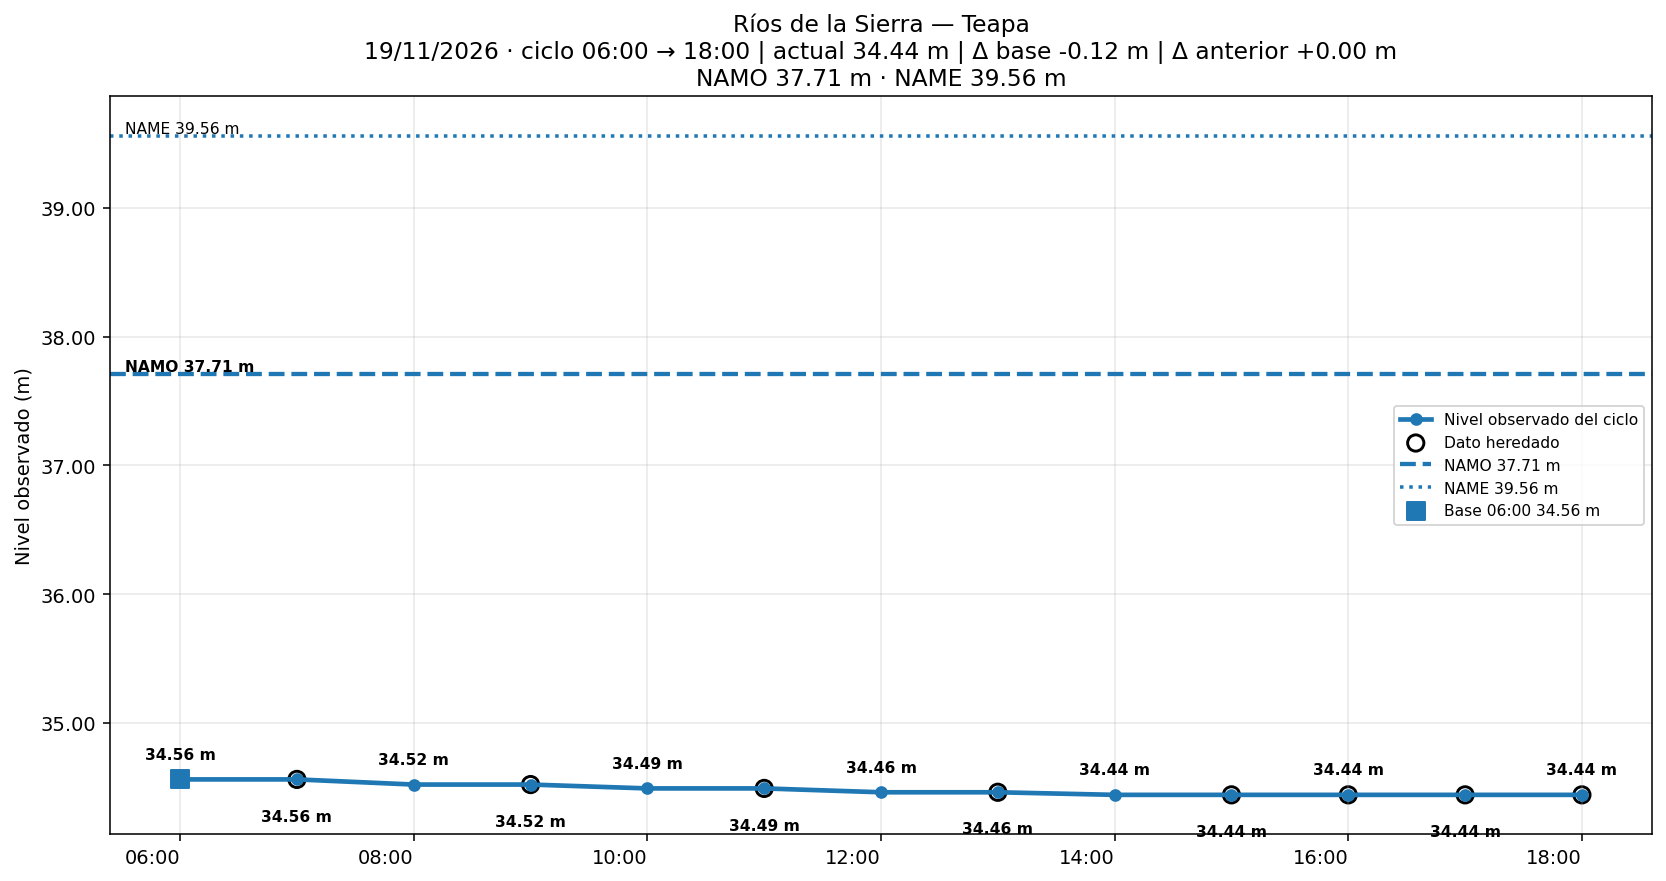 Ríos de la Sierra — Teapa
19/11/2026 · ciclo 06:00 → 18:00 | actual 34.44 m | Δ base -0.12 m | Δ anterior +0.00 m
NAMO 37.71 m · NAME 39.56 m
NAME 39.56 m
39.00
38.00
NAMO 37.71 m
Nivel observado (m)
Nivel observado del ciclo
Dato heredado
NAMO 37.71 m
NAME 39.56 m
Base 06:00 34.56 m
37.00
36.00
35.00
34.56 m
34.52 m
34.49 m
34.46 m
34.44 m
34.44 m
34.44 m
34.56 m
34.52 m
34.49 m
34.46 m
34.44 m
34.44 m
06:00
08:00
10:00
12:00
14:00
16:00
18:00